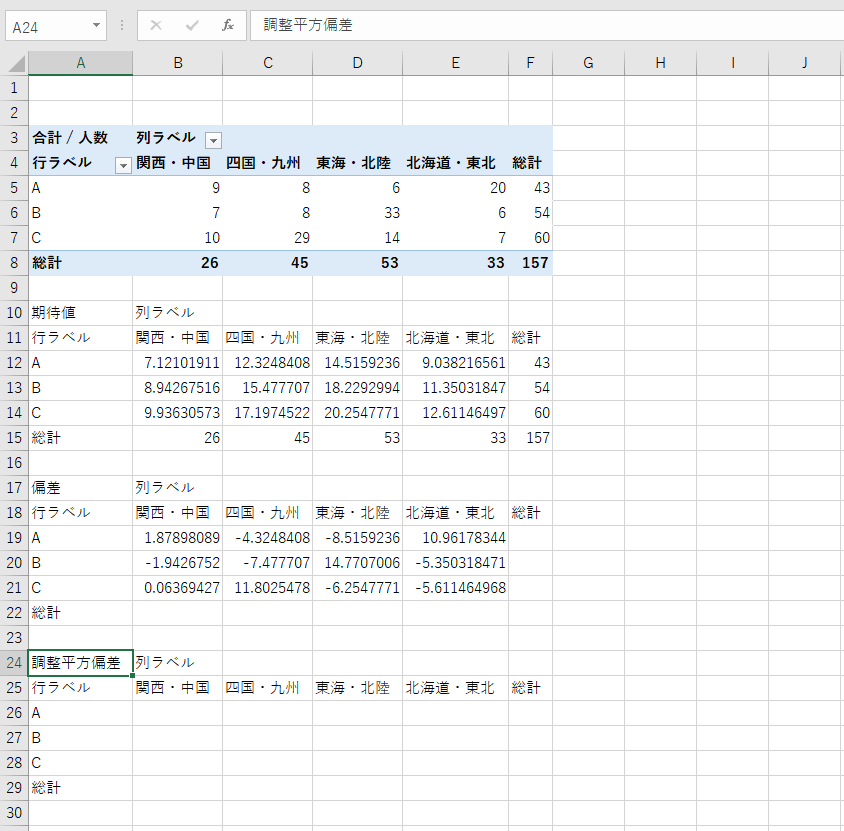 A24 fx 調整平方偏差
A B C D E F G H I J
1
2
3 合計 / 人数 列ラベル
4 行ラベル 関西・中国 四国・九州 東海・北陸 北海道・東北 総計
5 A 9 8 6 20 43
6 B 7 8 33 6 54
7 C 10 29 14 7 60
8 総計 26 45 53 33 157
9
10 期待値 列ラベル
11 行ラベル 関西・中国 四国・九州 東海・北陸 北海道・東北 総計
12 A 7.12101911 12.3248408 14.5159236 9.038216561 43
13 B 8.94267516 15.477707 18.2292994 11.35031847 54
14 C 9.93630573 17.1974522 20.2547771 12.61146497 60
15 総計 26 45 53 33 157
16
17 偏差 列ラベル
18 行ラベル 関西・中国 四国・九州 東海・北陸 北海道・東北 総計
19 A 1.87898089 -4.3248408 -8.5159236 10.96178344
20 B -1.9426752 -7.477707 14.7707006 -5.350318471
21 C 0.06369427 11.8025478 -6.2547771 -5.611464968
22 総計
23
24 調整平方偏差 列ラベル
25 行ラベル 関西・中国 四国・九州 東海・北陸 北海道・東北 総計
26 A
27 B
28 C
29 総計
30